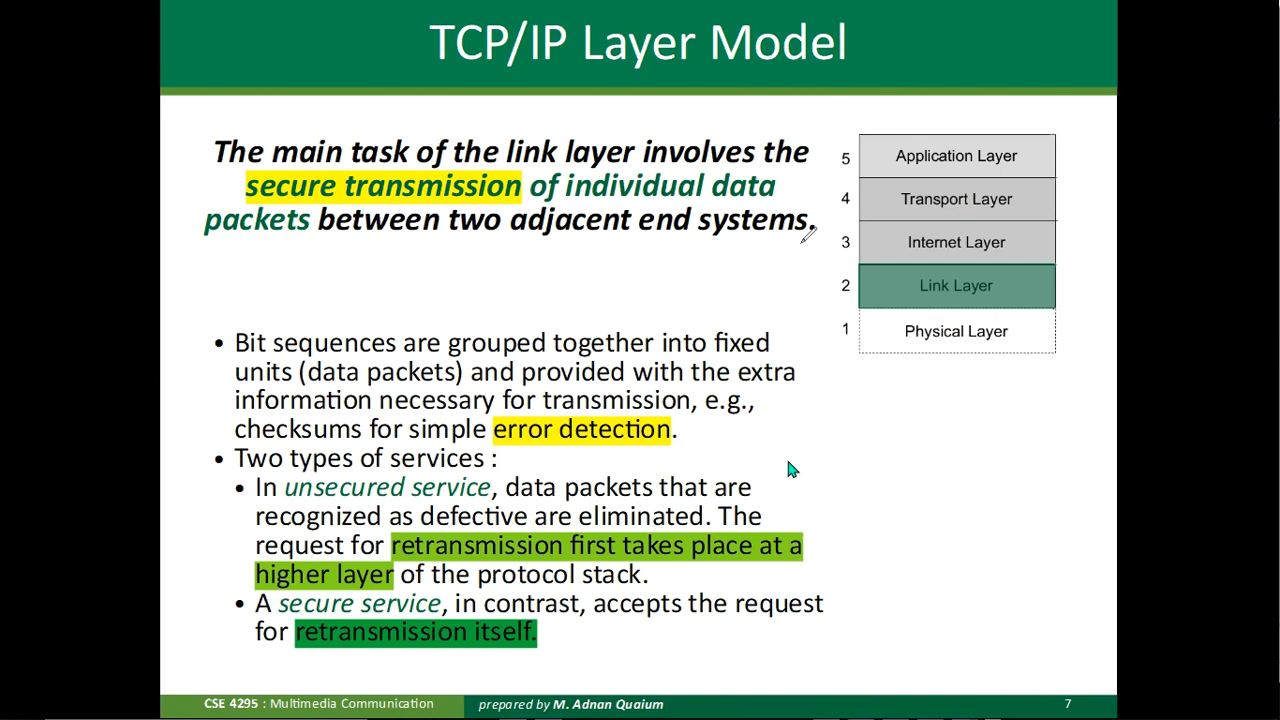 TCP/IP Layer Model
The main task of the link layer involves the
secure transmission of individual data
packets between two adjacent end systems.
5 Application Layer
4 Transport Layer
3 Internet Layer
2 Link Layer
1 Physical Layer
• Bit sequences are grouped together into fixed
units (data packets) and provided with the extra
information necessary for transmission, e.g.,
checksums for simple error detection.
• Two types of services :
• In unsecured service, data packets that are
recognized as defective are eliminated. The
request for retransmission first takes place at a
higher layer of the protocol stack.
• A secure service, in contrast, accepts the request
for retransmission itself.
CSE 4295 : Multimedia Communication prepared by M. Adnan Quaium 7